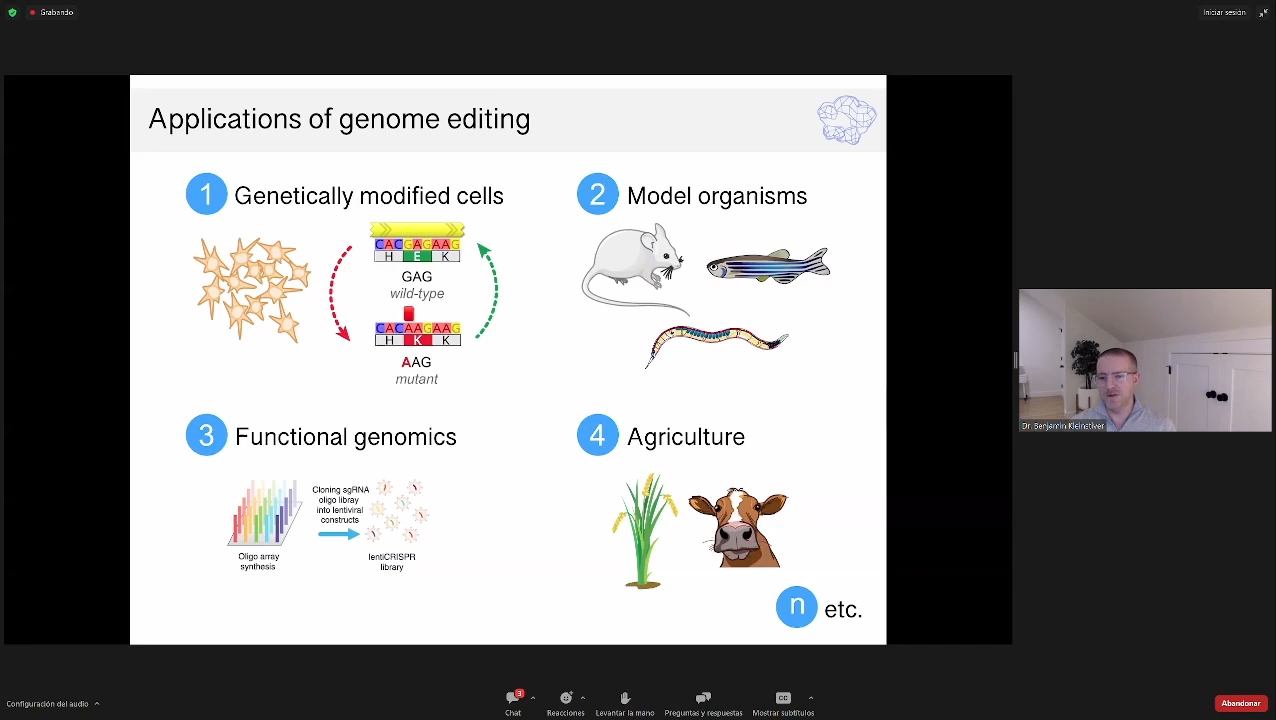 Grabando
Iniciar sesión
Applications of genome editing
1 Genetically modified cells
CACGAGAAG
H E K
GAG
wild-type
CACAAGAAG
H K K
AAG
mutant
2 Model organisms
3 Functional genomics
Cloning sgRNA
oligo libray
into lentiviral
constructs
Oligo array
synthesis
lentiCRISPR
library
4 Agriculture
n etc.
Dr. Benjamin Kleinstiver
Configuración del audio
3
Chat
Reacciones
Levantar la mano
Preguntas y respuestas
CC
Mostrar subtítulos
Abandonar